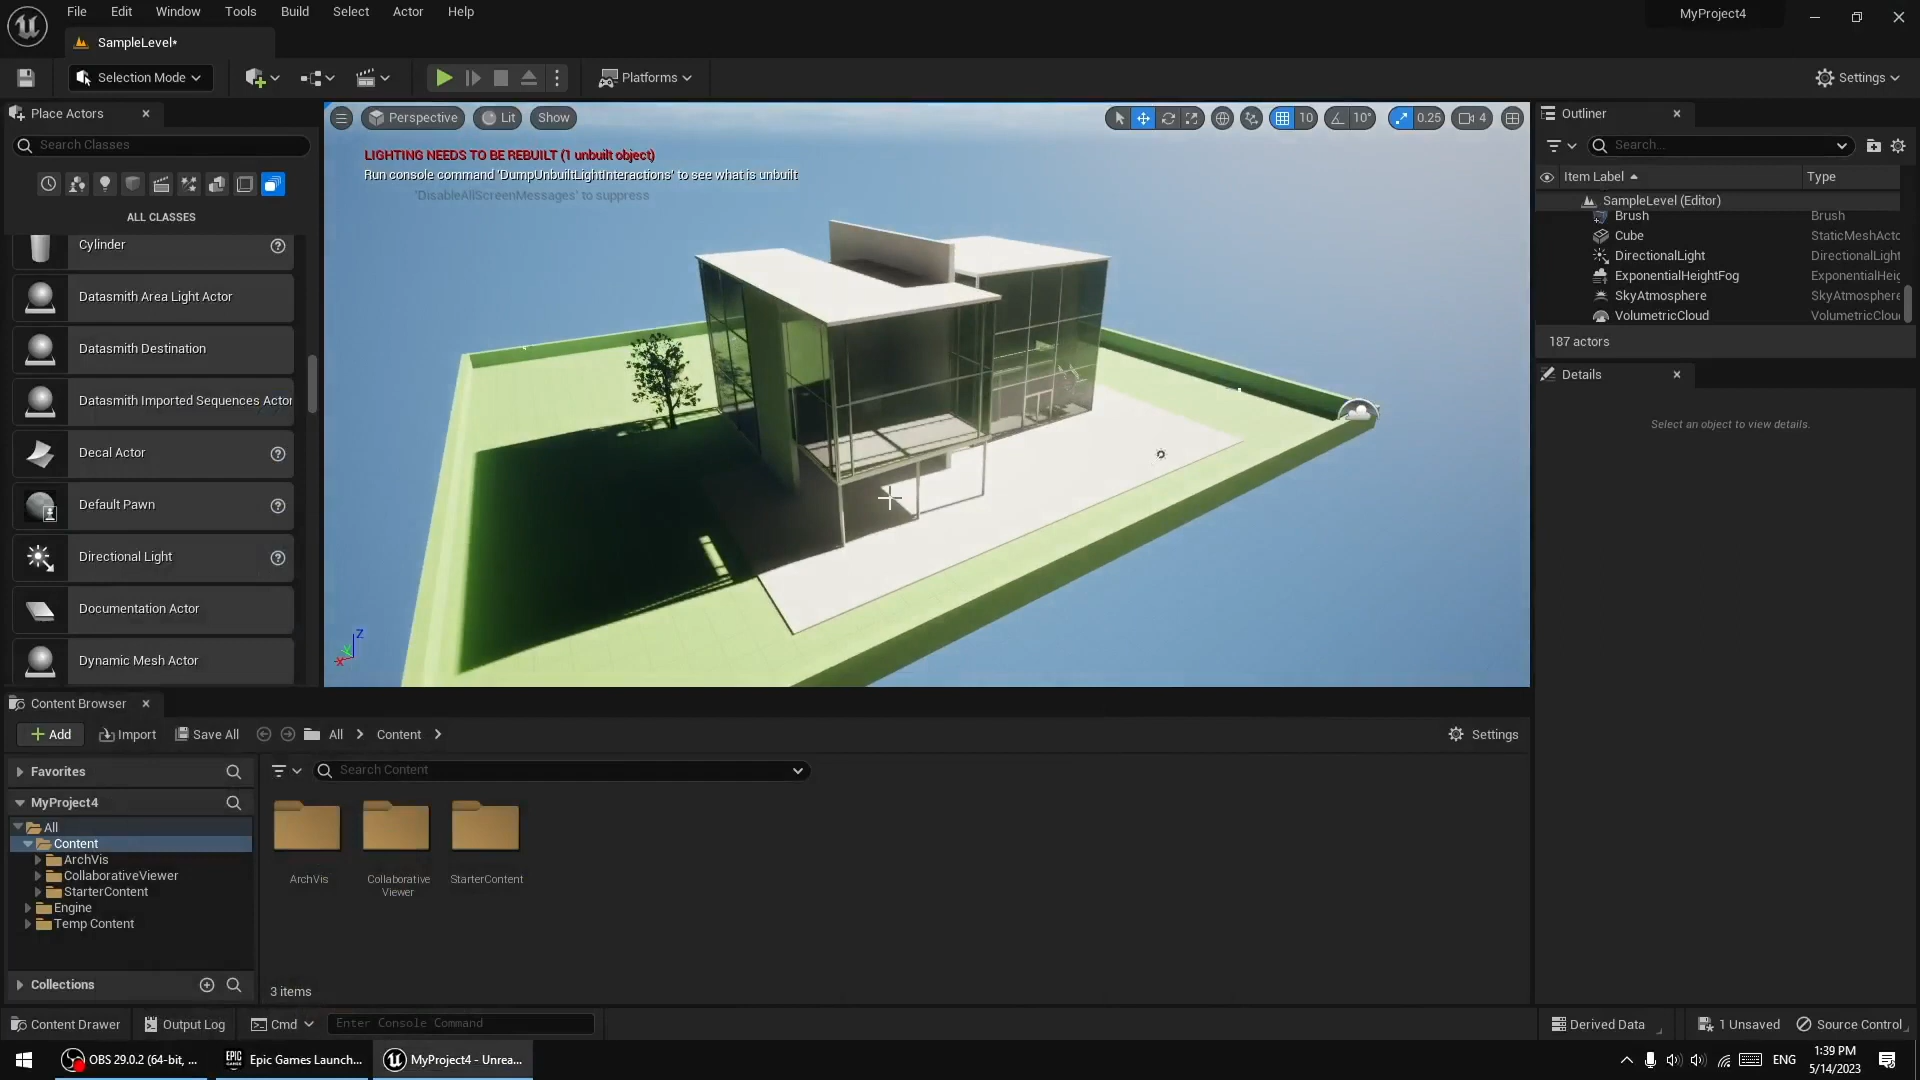 File Edit Window Tools Build Select Actor Help
MyProject4
SampleLevel*
Selection Mode
Platforms
Settings
Place Actors
Search Classes
ALL CLASSES
Cylinder
Datasmith Area Light Actor
Datasmith Destination
Datasmith Imported Sequences Actor
Decal Actor
Default Pawn
Directional Light
Documentation Actor
Dynamic Mesh Actor
Perspective Lit Show
10 10° 0.25 4
LIGHTING NEEDS TO BE REBUILT (1 unbuilt object)
Run console command 'DumpUnbuiltLightInteractions' to see what is unbuilt
'DisableAllScreenMessages' to suppress
Z
X
Outliner
Search...
Item Label Type
SampleLevel (Editor)
Brush Brush
Cube StaticMeshActo
DirectionalLight DirectionalLight
ExponentialHeightFog ExponentialHeig
SkyAtmosphere SkyAtmosphere
VolumetricCloud VolumetricClou
187 actors
Details
Select an object to view details.
Content Browser
Add Import Save All All Content Settings
Favorites
MyProject4
All
Content
ArchVis
CollaborativeViewer
StarterContent
Engine
Temp Content
Collections
Search Content
ArchVis
Collaborative
Viewer
StarterContent
3 items
Content Drawer Output Log Cmd Enter Console Command Derived Data 1 Unsaved Source Control
OBS 29.0.2 (64-bit, ... EPIC GAMES Epic Games Launch... MyProject4 - Unrea...
ENG
1:39 PM
5/14/2023